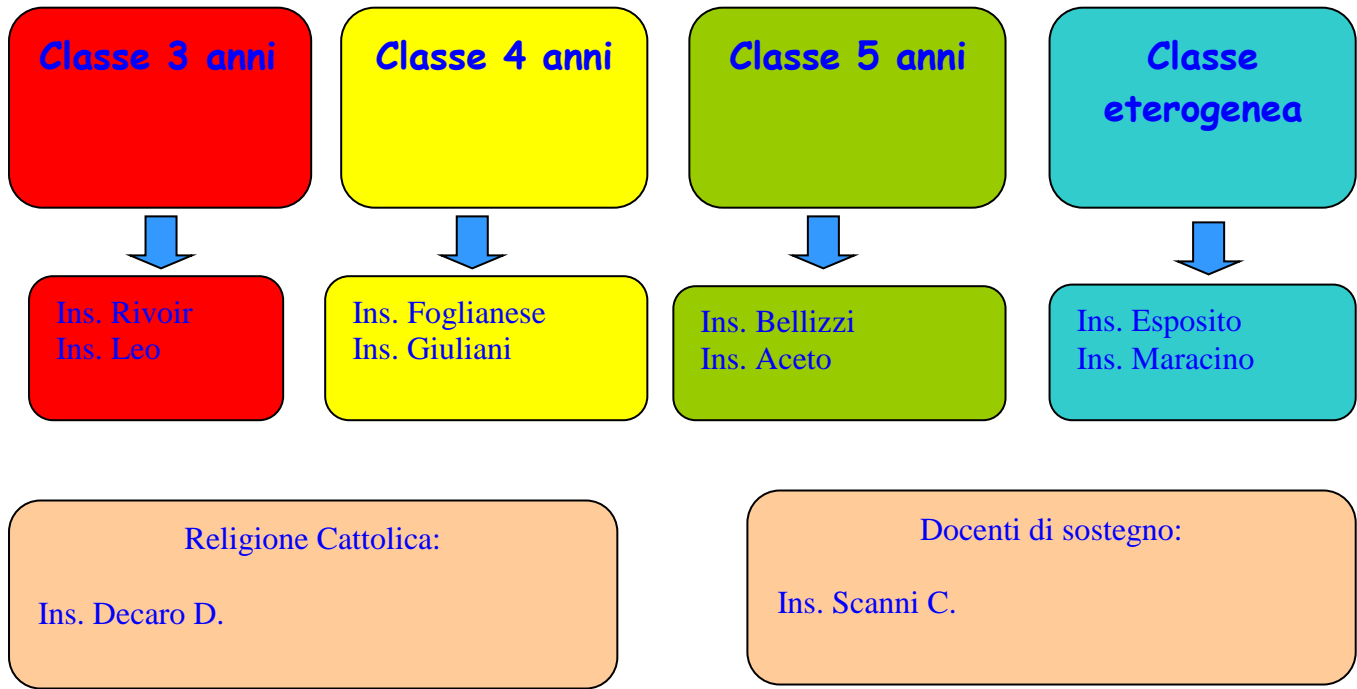 Classe 3 anni
Classe 4 anni
Classe 5 anni
Classe
eterogenea
Ins. Rivoir
Ins. Leo
Ins. Foglianese
Ins. Giuliani
Ins. Bellizzi
Ins. Aceto
Ins. Esposito
Ins. Maracino
Religione Cattolica:
Ins. Decaro D.
Docenti di sostegno:
Ins. Scanni C.